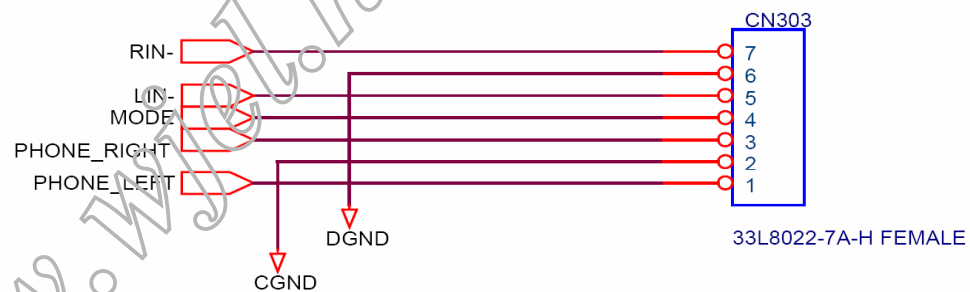 CN303
RIN-
7
6
LIN-
5
MODE
4
PHONE_RIGHT
3
2
PHONE_LEFT
1
DGND
33L8022-7A-H FEMALE
CGND